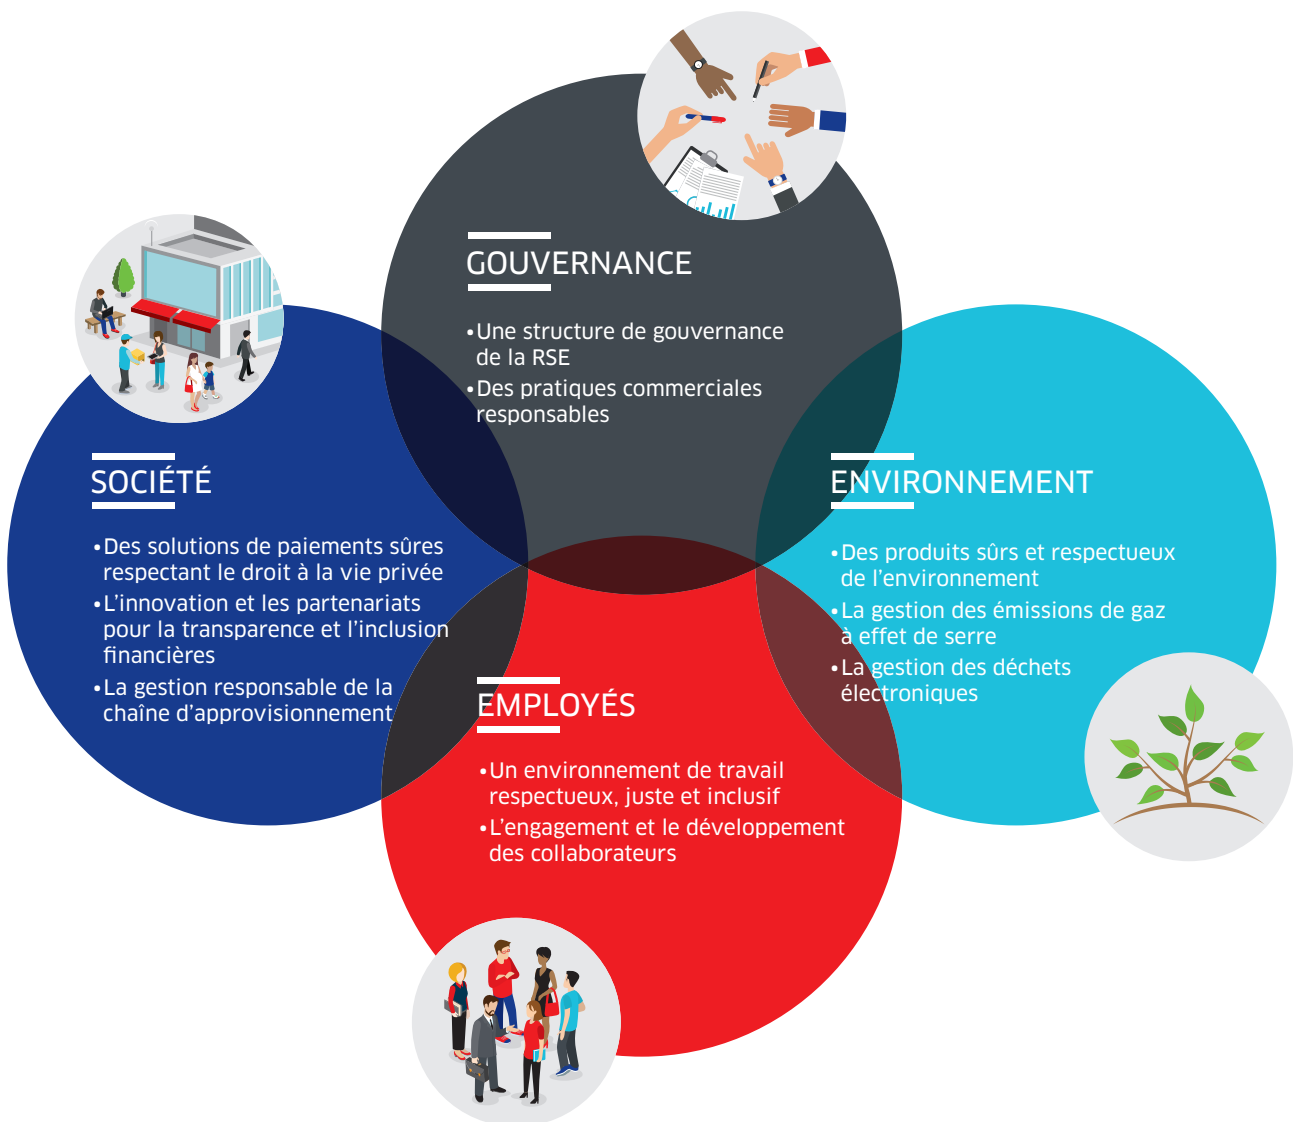 GOUVERNANCE
•Une structure de gouvernance
de la RSE
•Des pratiques commerciales
responsables
SOCIÉTÉ
•Des solutions de paiements sûres
respectant le droit à la vie privée
•L’innovation et les partenariats
pour la transparence et l’inclusion
financières
•La gestion responsable de la
chaîne d’approvisionnement
ENVIRONNEMENT
•Des produits sûrs et respectueux
de l’environnement
•La gestion des émissions de gaz
à effet de serre
•La gestion des déchets
électroniques
EMPLOYÉS
•Un environnement de travail
respectueux, juste et inclusif
•L’engagement et le développement
des collaborateurs